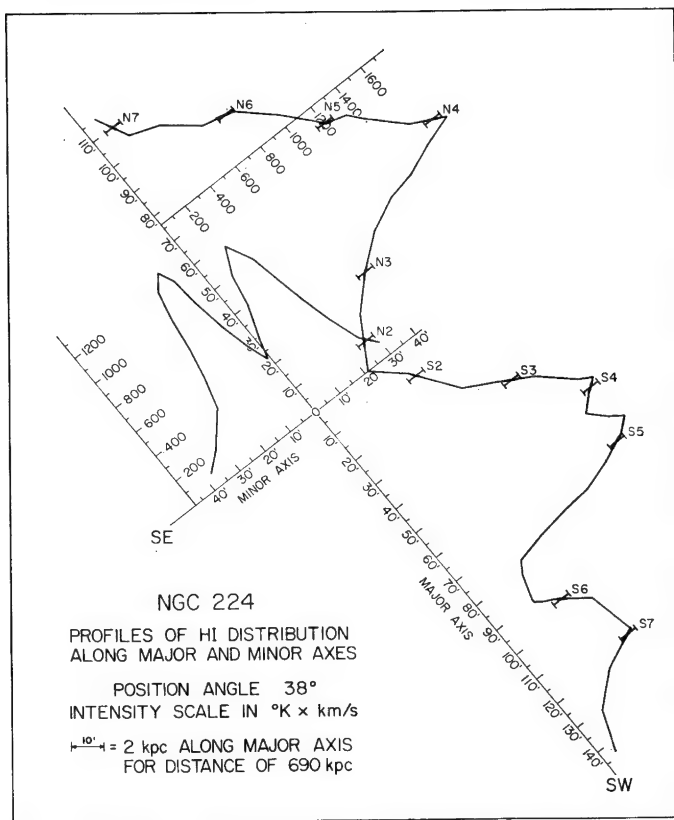 1600
1400
1200
1000
800
600
400
200
N7
N6
N5
N4
N3
N2
S2
S3
S4
S5
S6
S7
110'
100'
90'
80'
70'
60'
50'
40'
30'
20'
10'
0
10'
20'
30'
40'
50'
60'
70'
80'
90'
100'
110'
120'
130'
140'
MAJOR AXIS
SW
40'
30'
20'
10'
10'
20'
30'
40'
MINOR AXIS
SE
1200
1000
800
600
400
200
NGC 224
PROFILES OF HI DISTRIBUTION
ALONG MAJOR AND MINOR AXES
POSITION ANGLE 38°
INTENSITY SCALE IN °K × km/s
10' = 2 kpc ALONG MAJOR AXIS
FOR DISTANCE OF 690 kpc